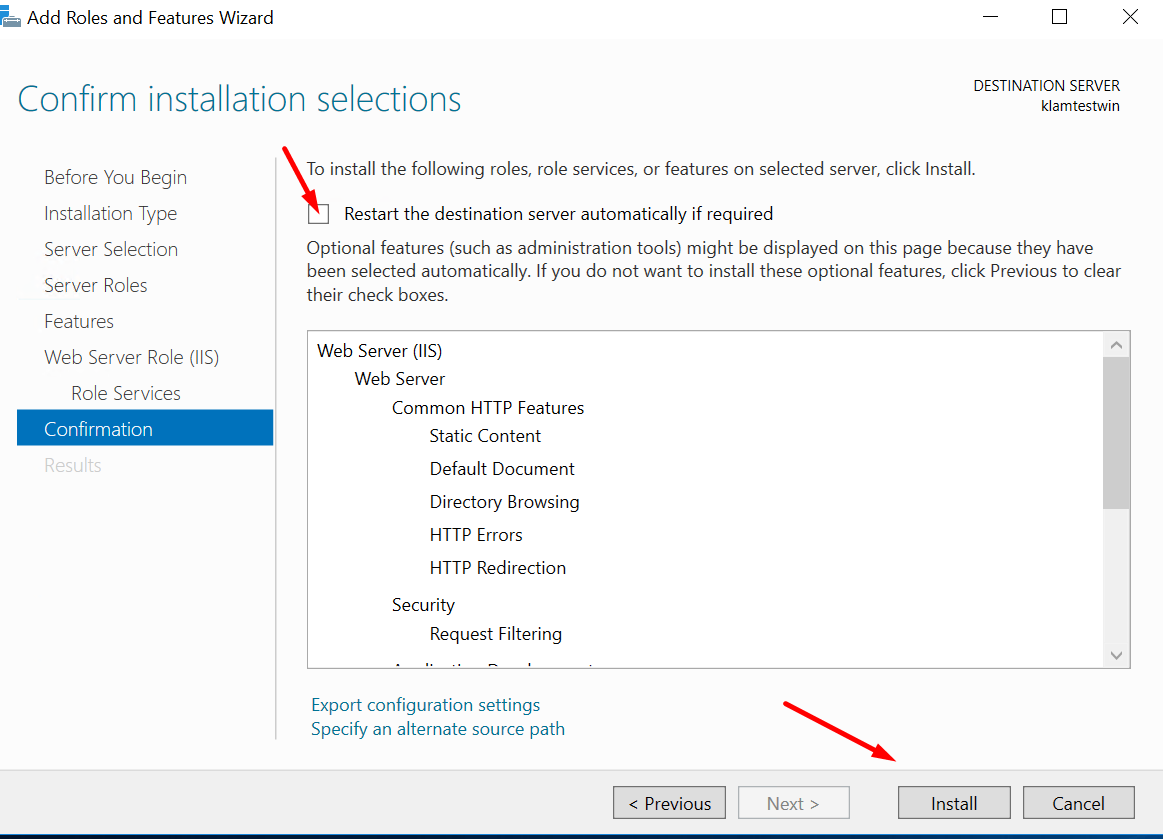 Add Roles and Features Wizard
Confirm installation selections
DESTINATION SERVER
klamtestwin
Before You Begin
Installation Type
Server Selection
Server Roles
Features
Web Server Role (IIS)
Role Services
Confirmation
Results
To install the following roles, role services, or features on selected server, click Install.
Restart the destination server automatically if required
Optional features (such as administration tools) might be displayed on this page because they have
been selected automatically. If you do not want to install these optional features, click Previous to clear
their check boxes.
Web Server (IIS)
Web Server
Common HTTP Features
Static Content
Default Document
Directory Browsing
HTTP Errors
HTTP Redirection
Security
Request Filtering
Export configuration settings
Specify an alternate source path
< Previous
Next >
Install
Cancel